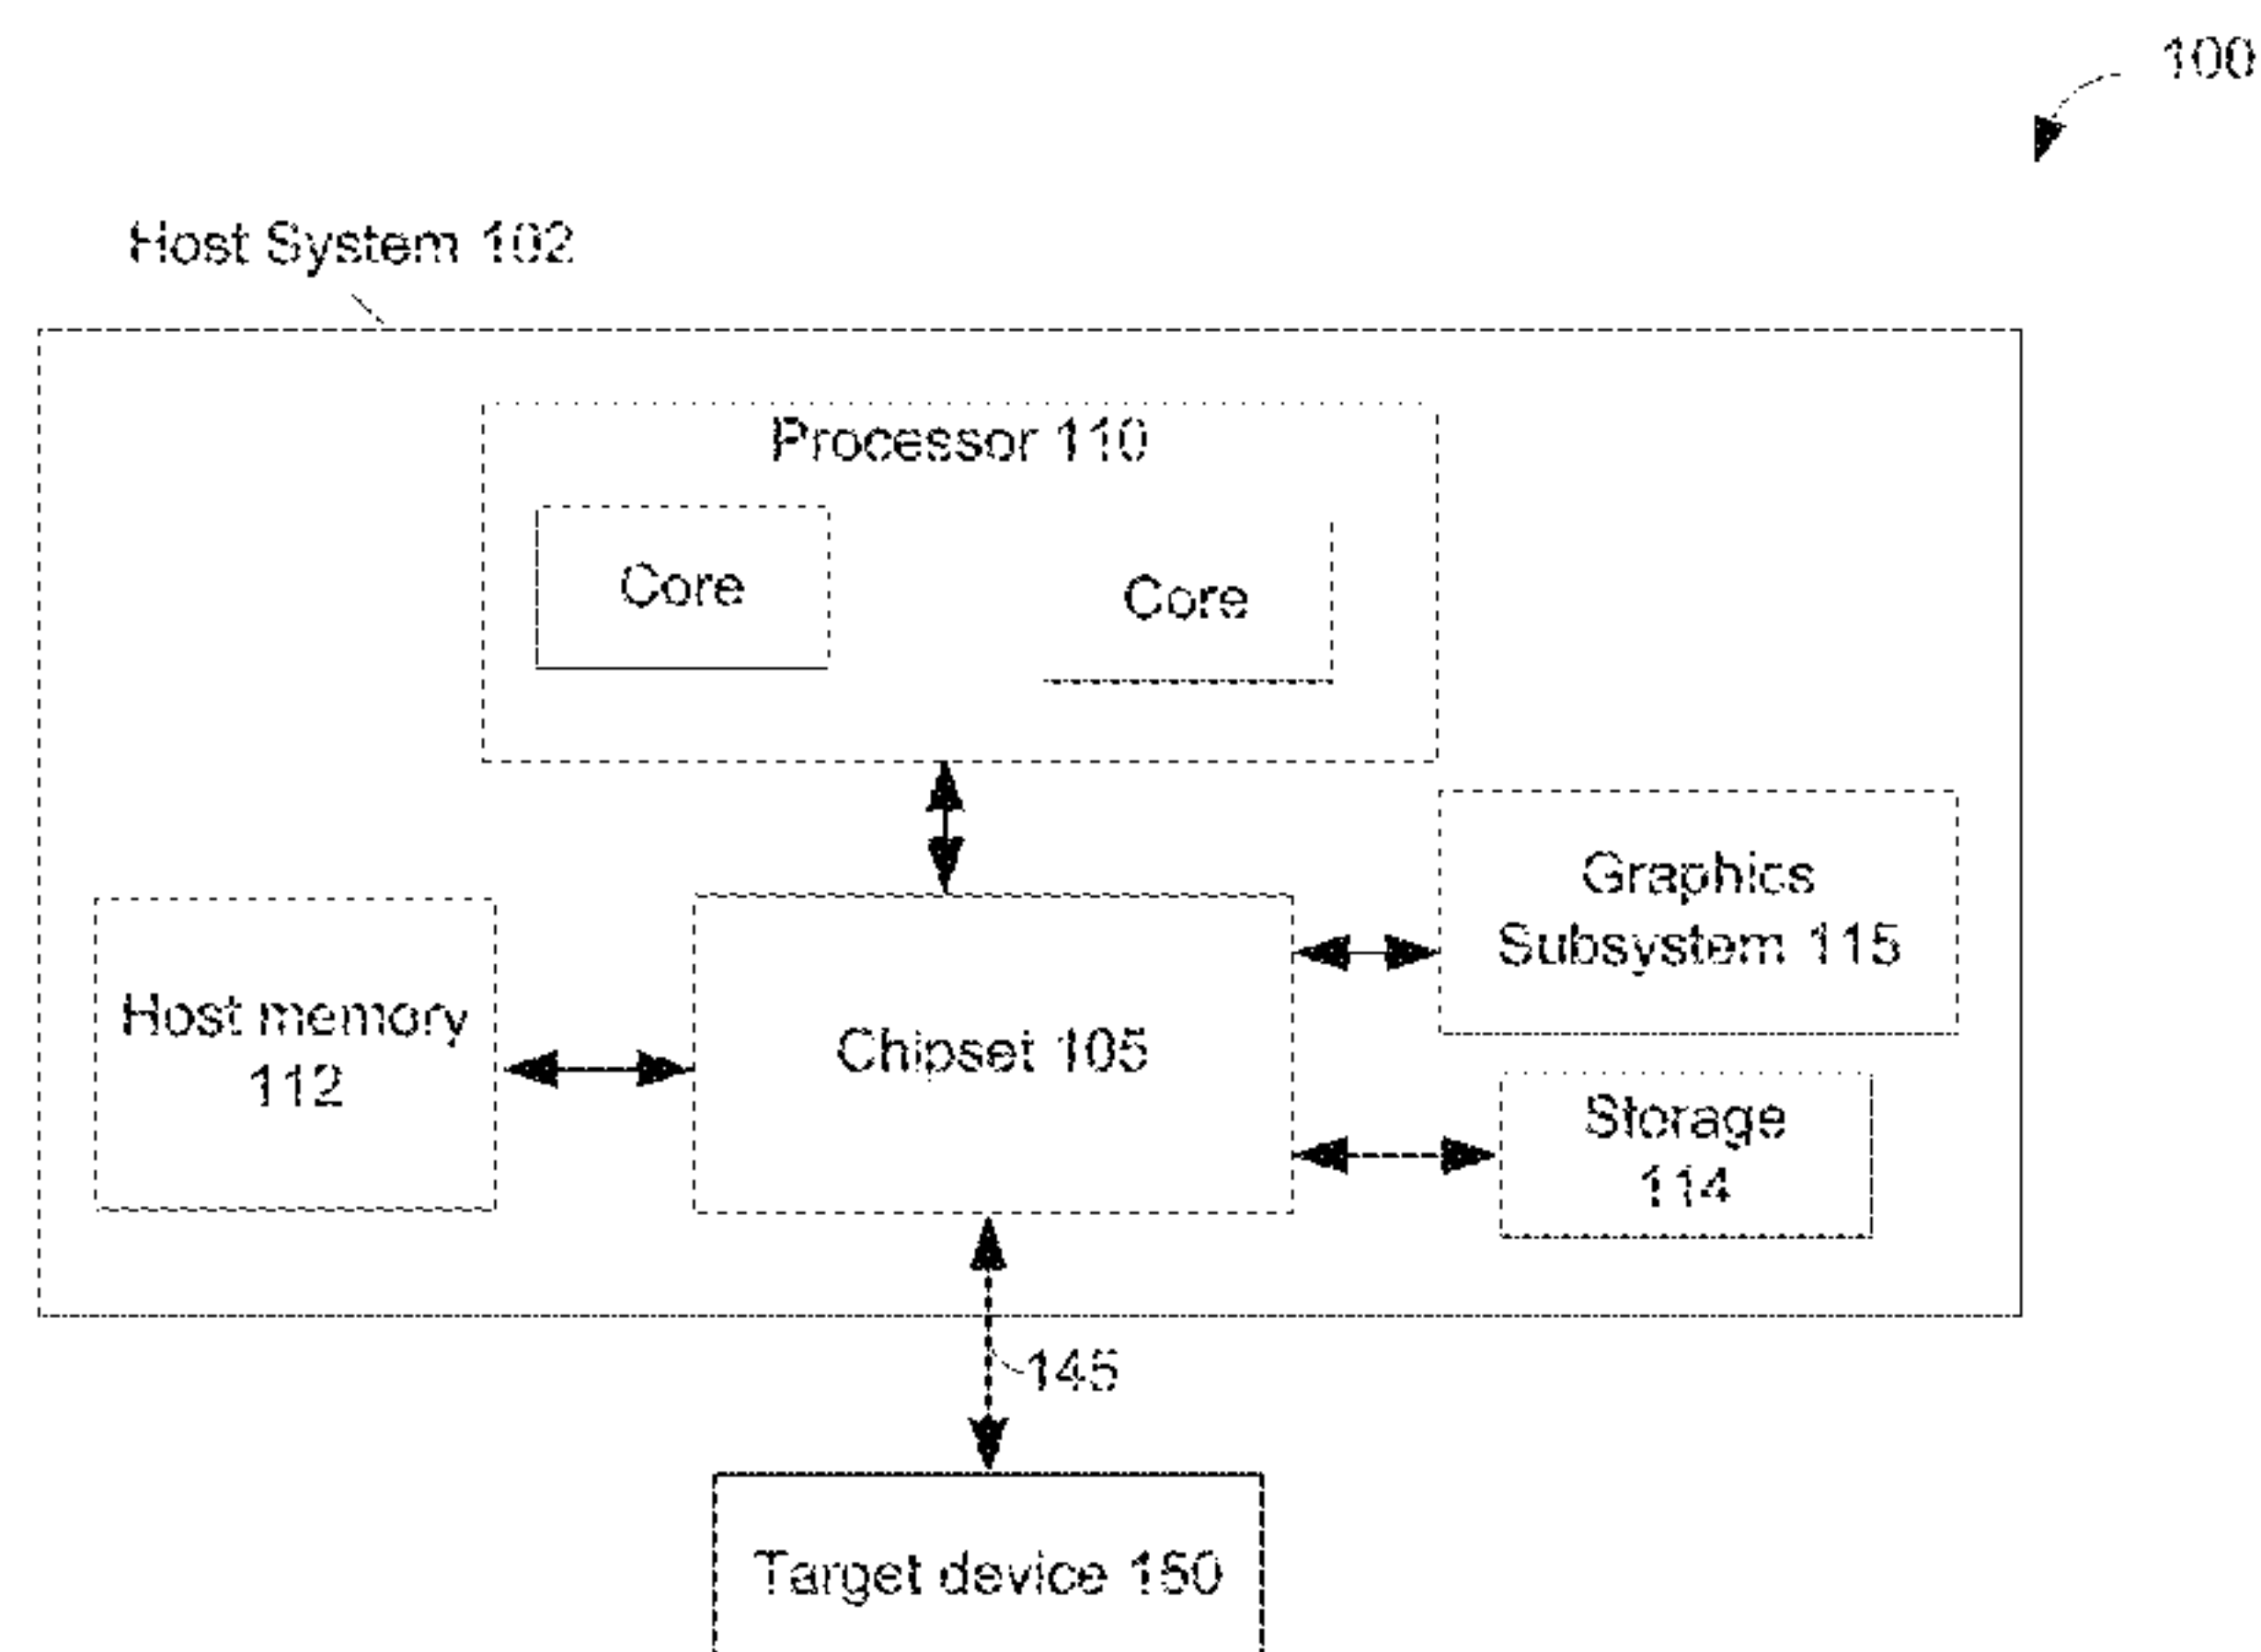 100
Host System 102
Processor 110
Core
Core
Graphics
Subsystem 115
Host memory
112
Chipset 105
Storage
114
145
Target device 150